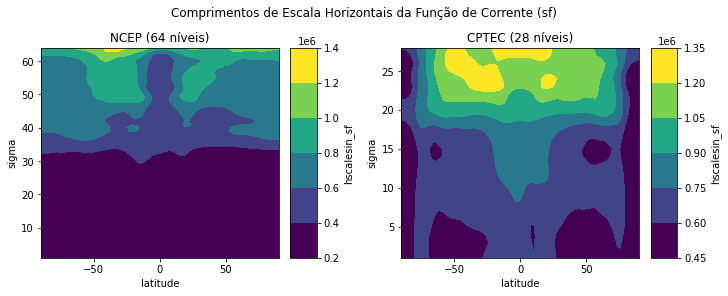 Comprimentos de Escala Horizontais da Função de Corrente (sf)
NCEP (64 níveis)
1e6
60
50
40
30
20
10
sigma
−50
0
50
latitude
1.4
1.2
1.0
0.8
0.6
0.4
0.2
hscalesin_sf
CPTEC (28 níveis)
1e6
25
20
15
10
5
sigma
−50
0
50
latitude
1.35
1.20
1.05
0.90
0.75
0.60
0.45
hscalesin_sf